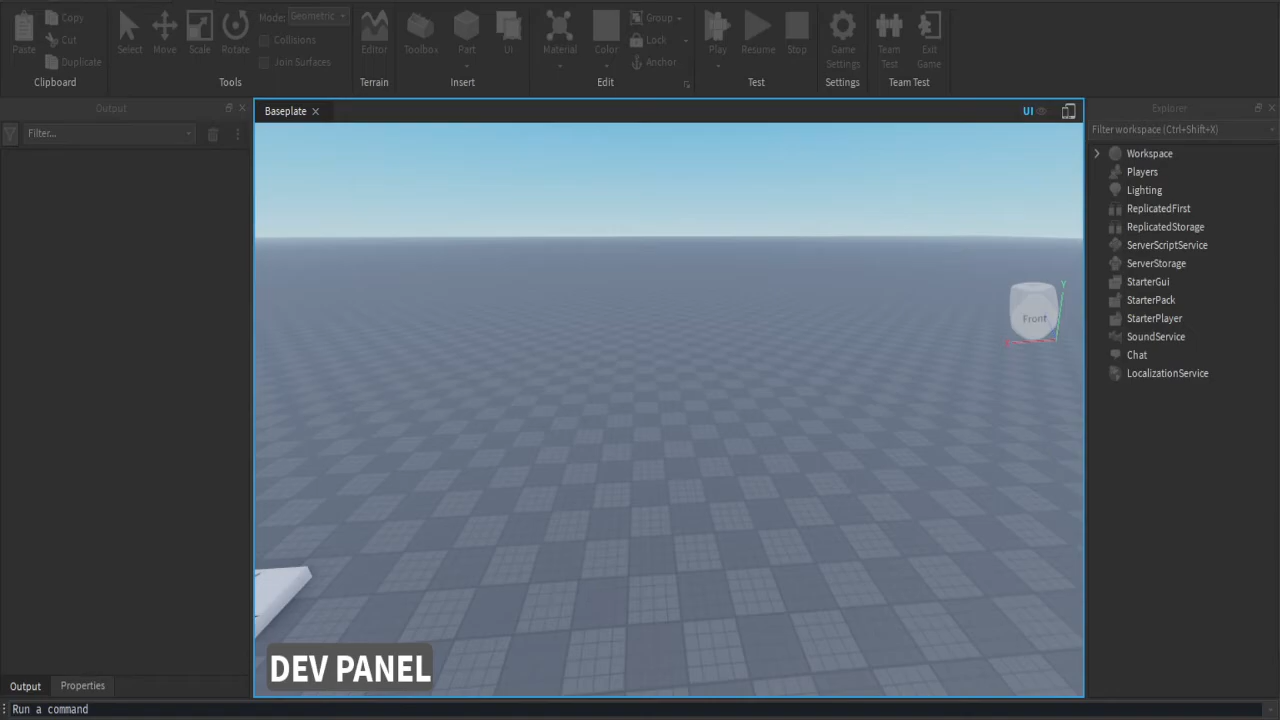 Paste
Copy
Cut
Duplicate
Clipboard
Select
Move
Scale
Rotate
Mode: Geometric
Collisions
Join Surfaces
Tools
Editor
Terrain
Toolbox
Part
UI
Insert
Material
Color
Group
Lock
Anchor
Edit
Play
Resume
Stop
Test
Game
Settings
Settings
Team
Test
Exit
Game
Team Test
Output
Filter...
Baseplate
UI
Explorer
Filter workspace (Ctrl+Shift+X)
Workspace
Players
Lighting
ReplicatedFirst
ReplicatedStorage
ServerScriptService
ServerStorage
StarterGui
StarterPack
StarterPlayer
SoundService
Chat
LocalizationService
Y
Front
DEV PANEL
Output
Properties
Run a command